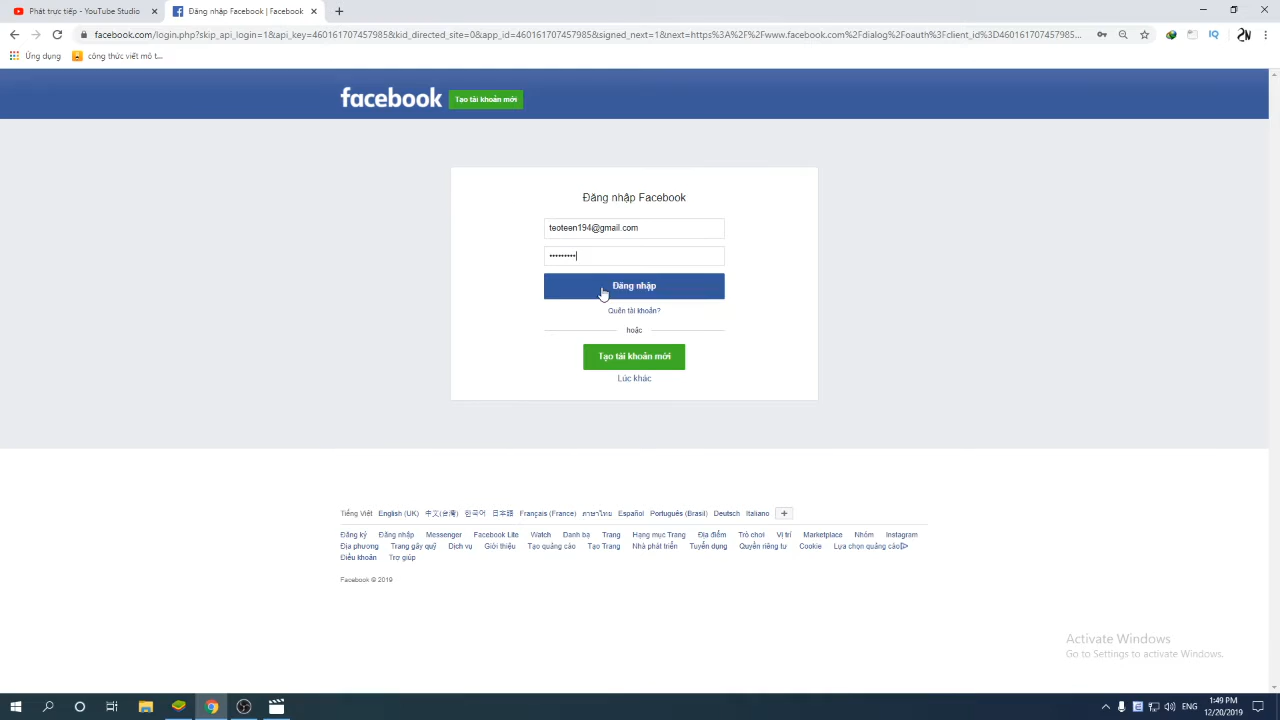 Phát trực tiếp - YouTube Studio
Đăng nhập Facebook | Facebook
facebook.com/login.php?skip_api_login=1&api_key=460161707457985&kid_directed_site=0&app_id=460161707457985&signed_next=1&next=https%3A%2F%2Fwww.facebook.com%2Fdialog%2Foauth%3Fclient_id%3D460161707457985%...
Ứng dụng
công thức viết mô t...
facebook
Tạo tài khoản mới
Đăng nhập Facebook
teoteen194@gmail.com
Đăng nhập
Quên tài khoản?
hoặc
Tạo tài khoản mới
Lúc khác
Tiếng Việt English (UK) 中文(台灣) 한국어 日本語 Français (France) ภาษาไทย Español Português (Brasil) Deutsch Italiano
Đăng ký Đăng nhập Messenger Facebook Lite Watch Danh bạ Trang Hạng mục Trang Địa điểm Trò chơi Vị trí Marketplace Nhóm Instagram
Địa phương Trang gây quỹ Dịch vụ Giới thiệu Tạo quảng cáo Tạo Trang Nhà phát triển Tuyển dụng Quyền riêng tư Cookie Lựa chọn quảng cáo
Điều khoản Trợ giúp
Facebook © 2019
Activate Windows
Go to Settings to activate Windows.
ENG
1:49 PM
12/20/2019